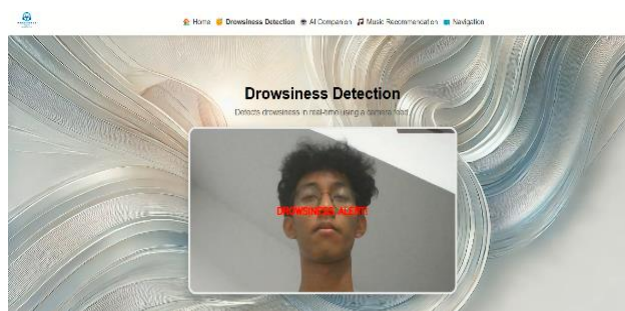 Home Drowsiness Detection AI Companion Music Recommendation Navigation
Drowsiness Detection
Detects drowsiness in real-time using a camera feed
DROWSINESS ALERT!